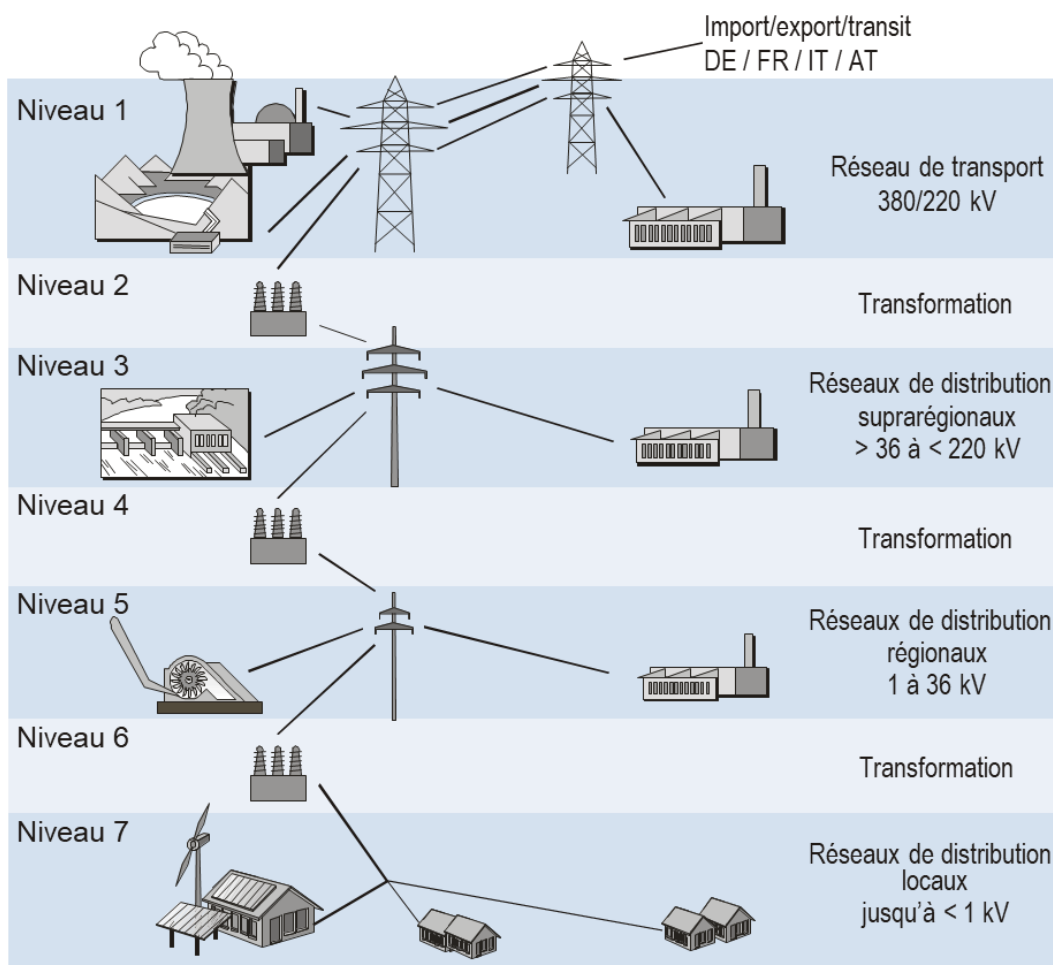 Import/export/transit
DE / FR / IT / AT
Niveau 1
Réseau de transport
380/220 kV
Niveau 2
Transformation
Niveau 3
Réseaux de distribution
suprarégionaux
> 36 à < 220 kV
Niveau 4
Transformation
Niveau 5
Réseaux de distribution
régionaux
1 à 36 kV
Niveau 6
Transformation
Niveau 7
Réseaux de distribution
locaux
jusqu’à < 1 kV